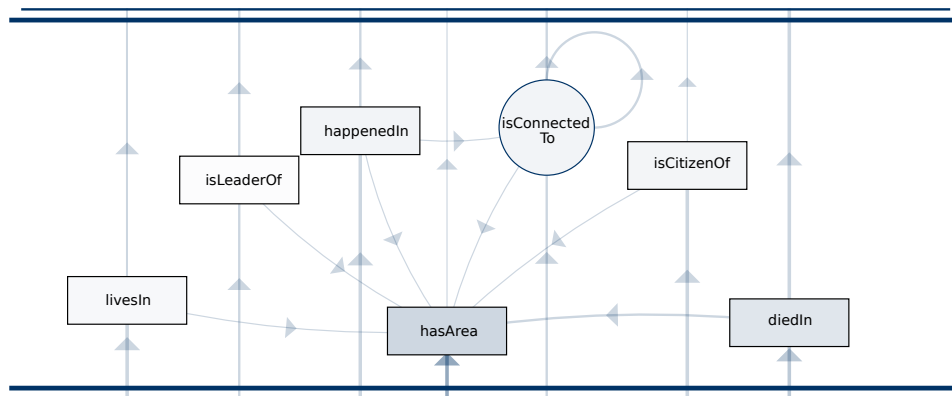 isConnected
To
happenedIn
isLeaderOf
isCitizenOf
livesIn
hasArea
diedIn